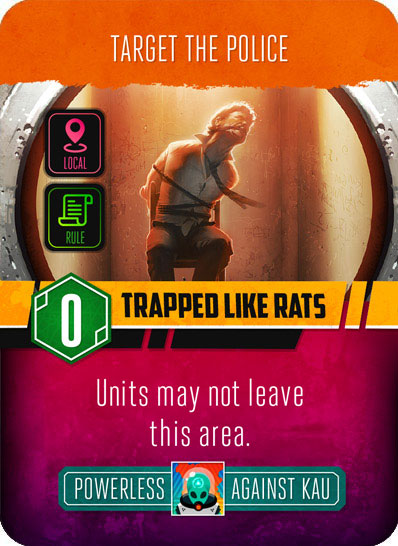 TARGET THE POLICE
LOCAL
RULE
0 TRAPPED LIKE RATS
Units may not leave
this area.
POWERLESS AGAINST KAU